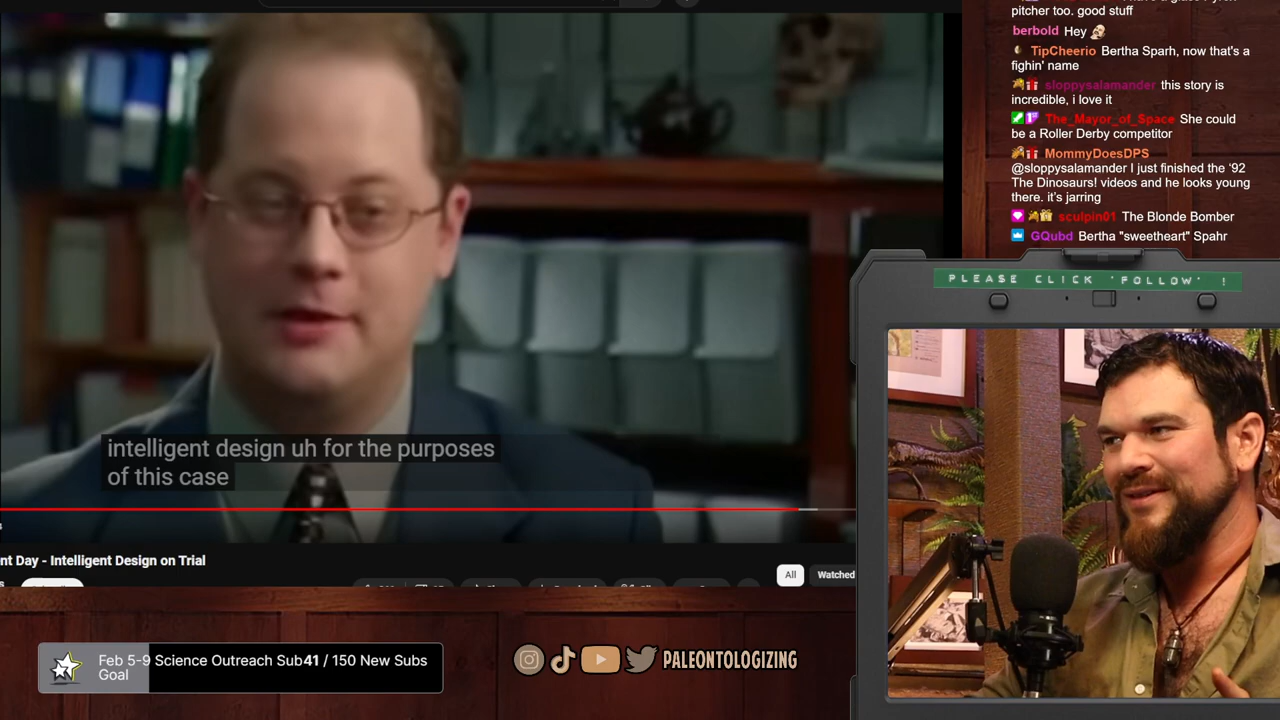 pitcher too. good stuff
berbold Hey
TipCheerio Bertha Sparh, now that's a
fighin' name
sloppysalamander this story is
incredible, i love it
The_Mayor_of_Space She could
be a Roller Derby competitor
MommyDoesDPS
@sloppysalamander I just finished the '92
The Dinosaurs! videos and he looks young
there. it's jarring
sculpin01 The Blonde Bomber
GQubd Bertha "sweetheart" Spahr
PLEASE CLICK 'FOLLOW' !
intelligent design uh for the purposes
of this case
nt Day - Intelligent Design on Trial
All Watched
Feb 5-9 Science Outreach Sub 41 / 150 New Subs
Goal
PALEONTOLOGIZING